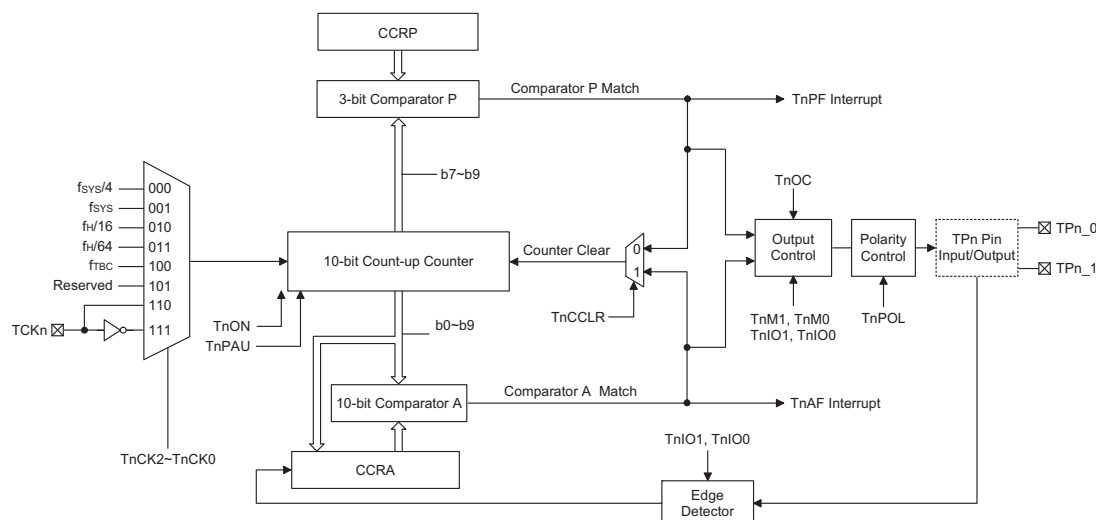 CCRP
3-bit Comparator P
Comparator P Match
TnPF Interrupt
b7~b9
fSYS/4
000
fSYS
001
fH/16
010
fH/64
011
fTBC
100
Reserved
101
110
TCKn
111
TnCK2~TnCK0
10-bit Count-up Counter
TnON
TnPAU
Counter Clear
0
1
TnCCLR
b0~b9
TnOC
Output
Control
TnM1, TnM0
TnIO1, TnIO0
Polarity
Control
TnPOL
TPn Pin
Input/Output
TPn_0
TPn_1
10-bit Comparator A
Comparator A Match
TnAF Interrupt
CCRA
TnIO1, TnIO0
Edge
Detector